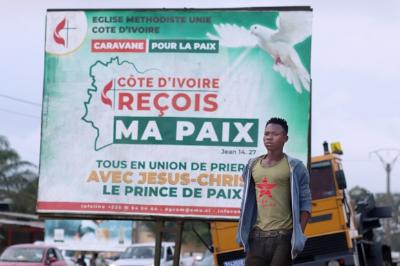 EGLISE METHODISTE UNIE
COTE D'IVOIRE
CARAVANE POUR LA PAIX
CÔTE D'IVOIRE
REÇOIS
MA PAIX
Jean 14. 27
TOUS EN UNION DE PRIER
AVEC JESUS-CHRIS
LE PRINCE DE PAIX